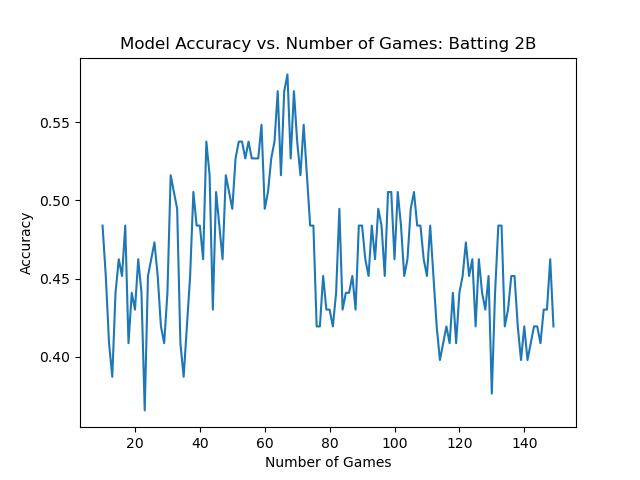 Model Accuracy vs. Number of Games: Batting 2B
0.55
0.50
0.45
0.40
Accuracy
20 40 60 80 100 120 140
Number of Games